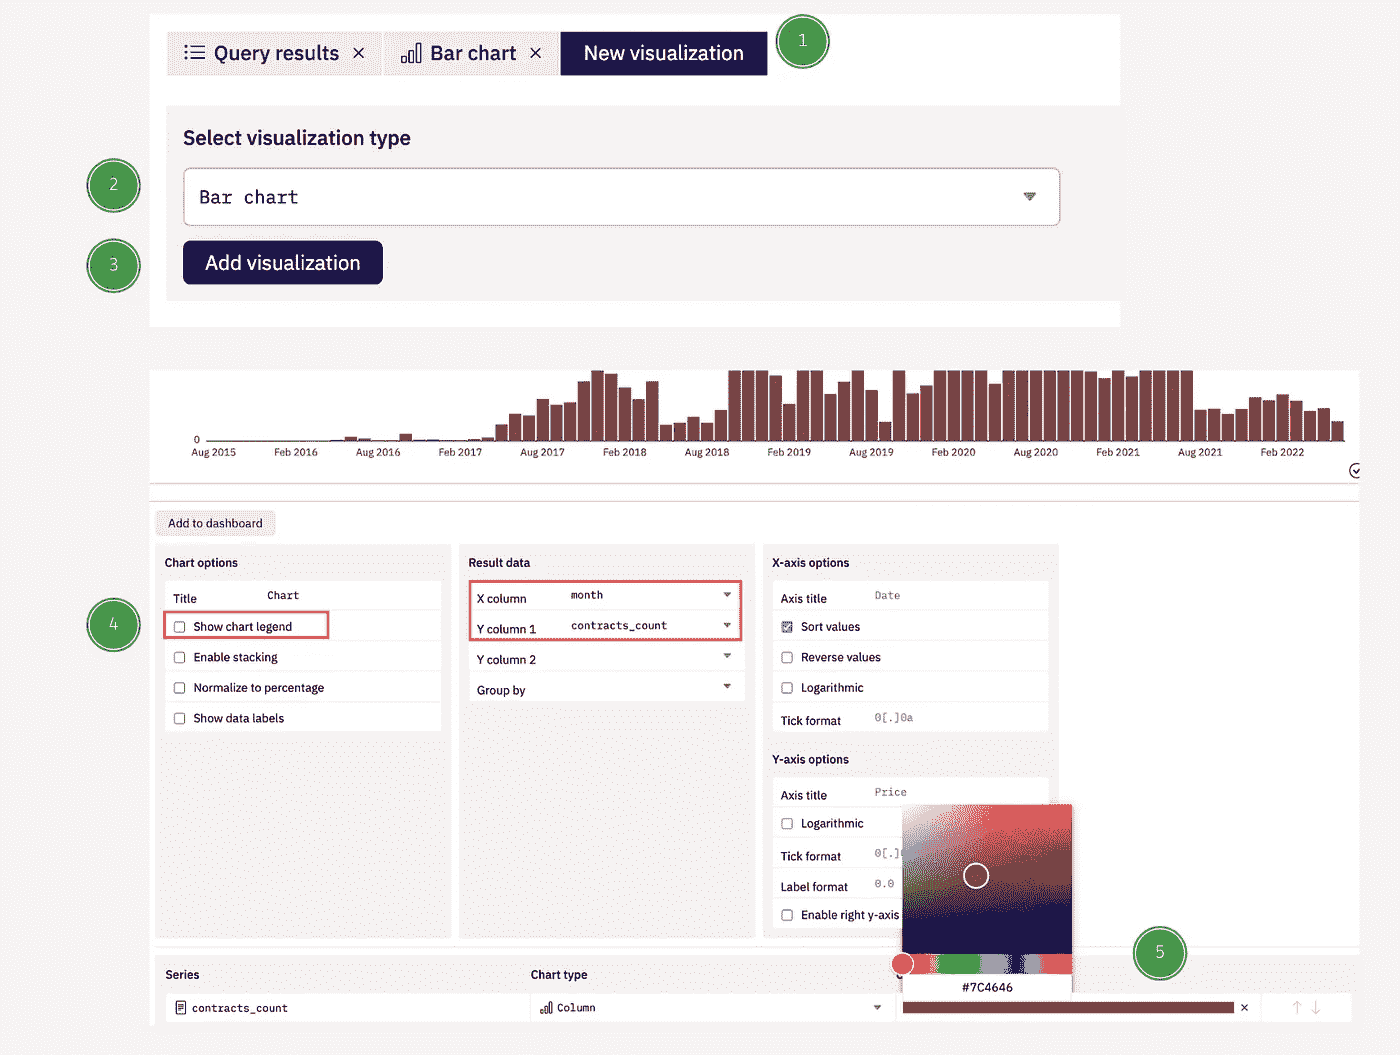 Query results × Bar chart × New visualization 1
Select visualization type
2 Bar chart
3 Add visualization
0
Aug 2015 Feb 2016 Aug 2016 Feb 2017 Aug 2017 Feb 2018 Aug 2018 Feb 2019 Aug 2019 Feb 2020 Aug 2020 Feb 2021 Aug 2021 Feb 2022
Add to dashboard
Chart options
Title Chart
4 Show chart legend
Enable stacking
Normalize to percentage
Show data labels
Result data
X column month
Y column 1 contracts_count
Y column 2
Group by
X-axis options
Axis title Date
Sort values
Reverse values
Logarithmic
Tick format 0[.]0a
Y-axis options
Axis title Price
Logarithmic
Tick format 0[.]
Label format 0.0
Enable right y-axis
#7C4646
5
Series Chart type
contracts_count Column ×